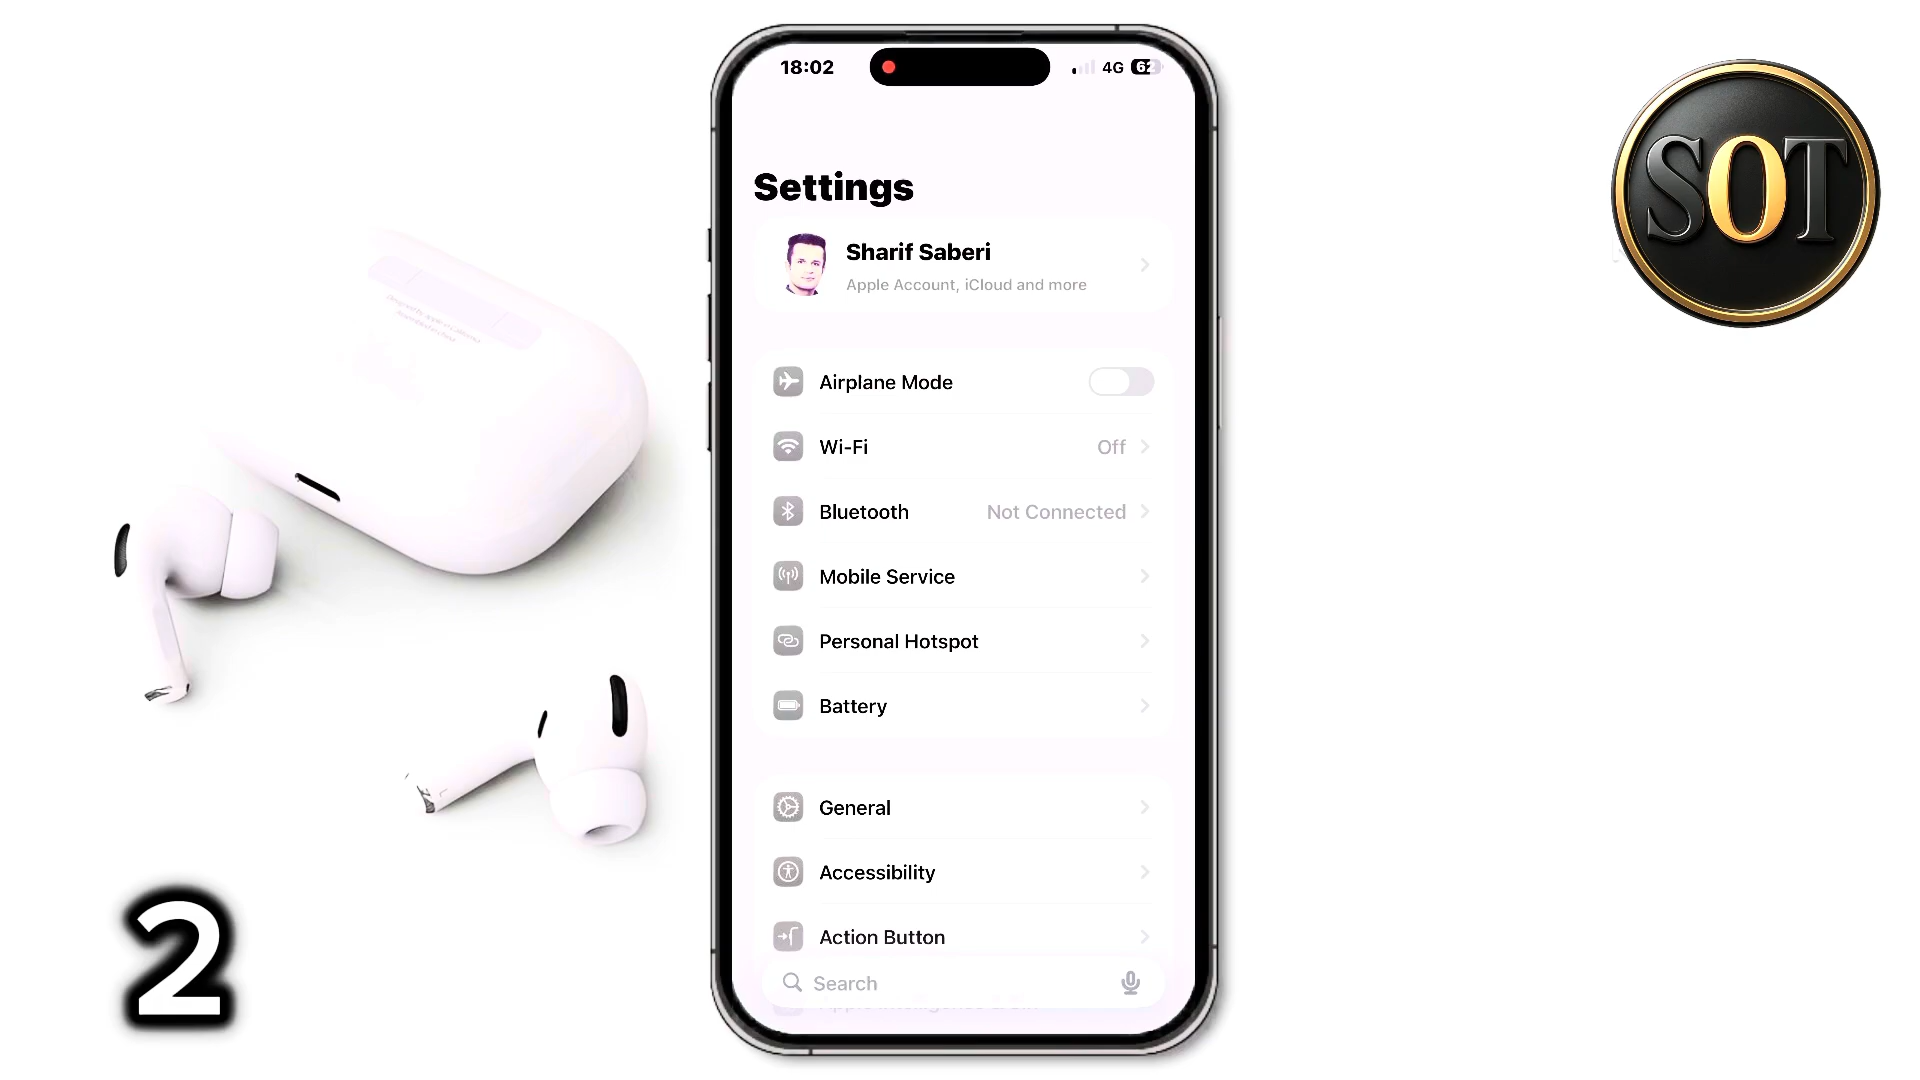 18:02
4G 62
SOT
Settings
Sharif Saberi
Apple Account, iCloud and more
Airplane Mode
Wi-Fi Off
Bluetooth Not Connected
Mobile Service
Personal Hotspot
Battery
General
Accessibility
Action Button
Search
2